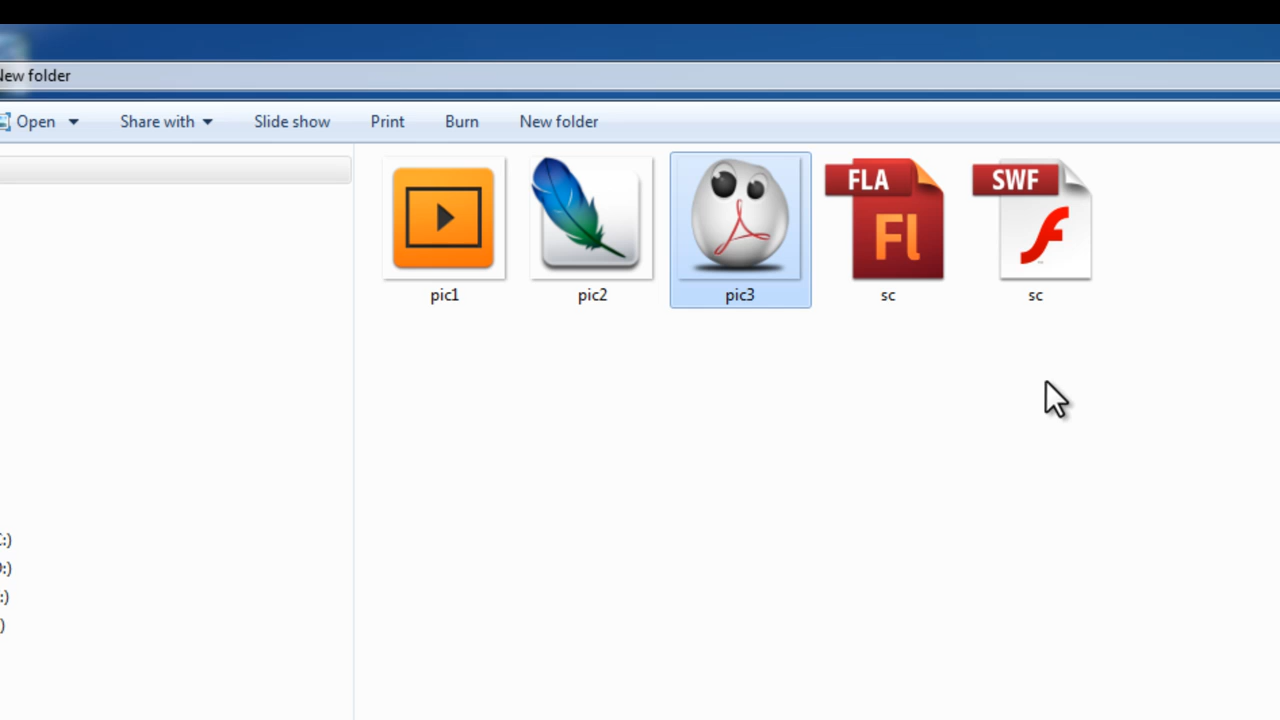 New folder
Open
Share with
Slide show
Print
Burn
New folder
FLA
Fl
SWF
pic1
pic2
pic3
sc
sc
:)
:)
:)
)